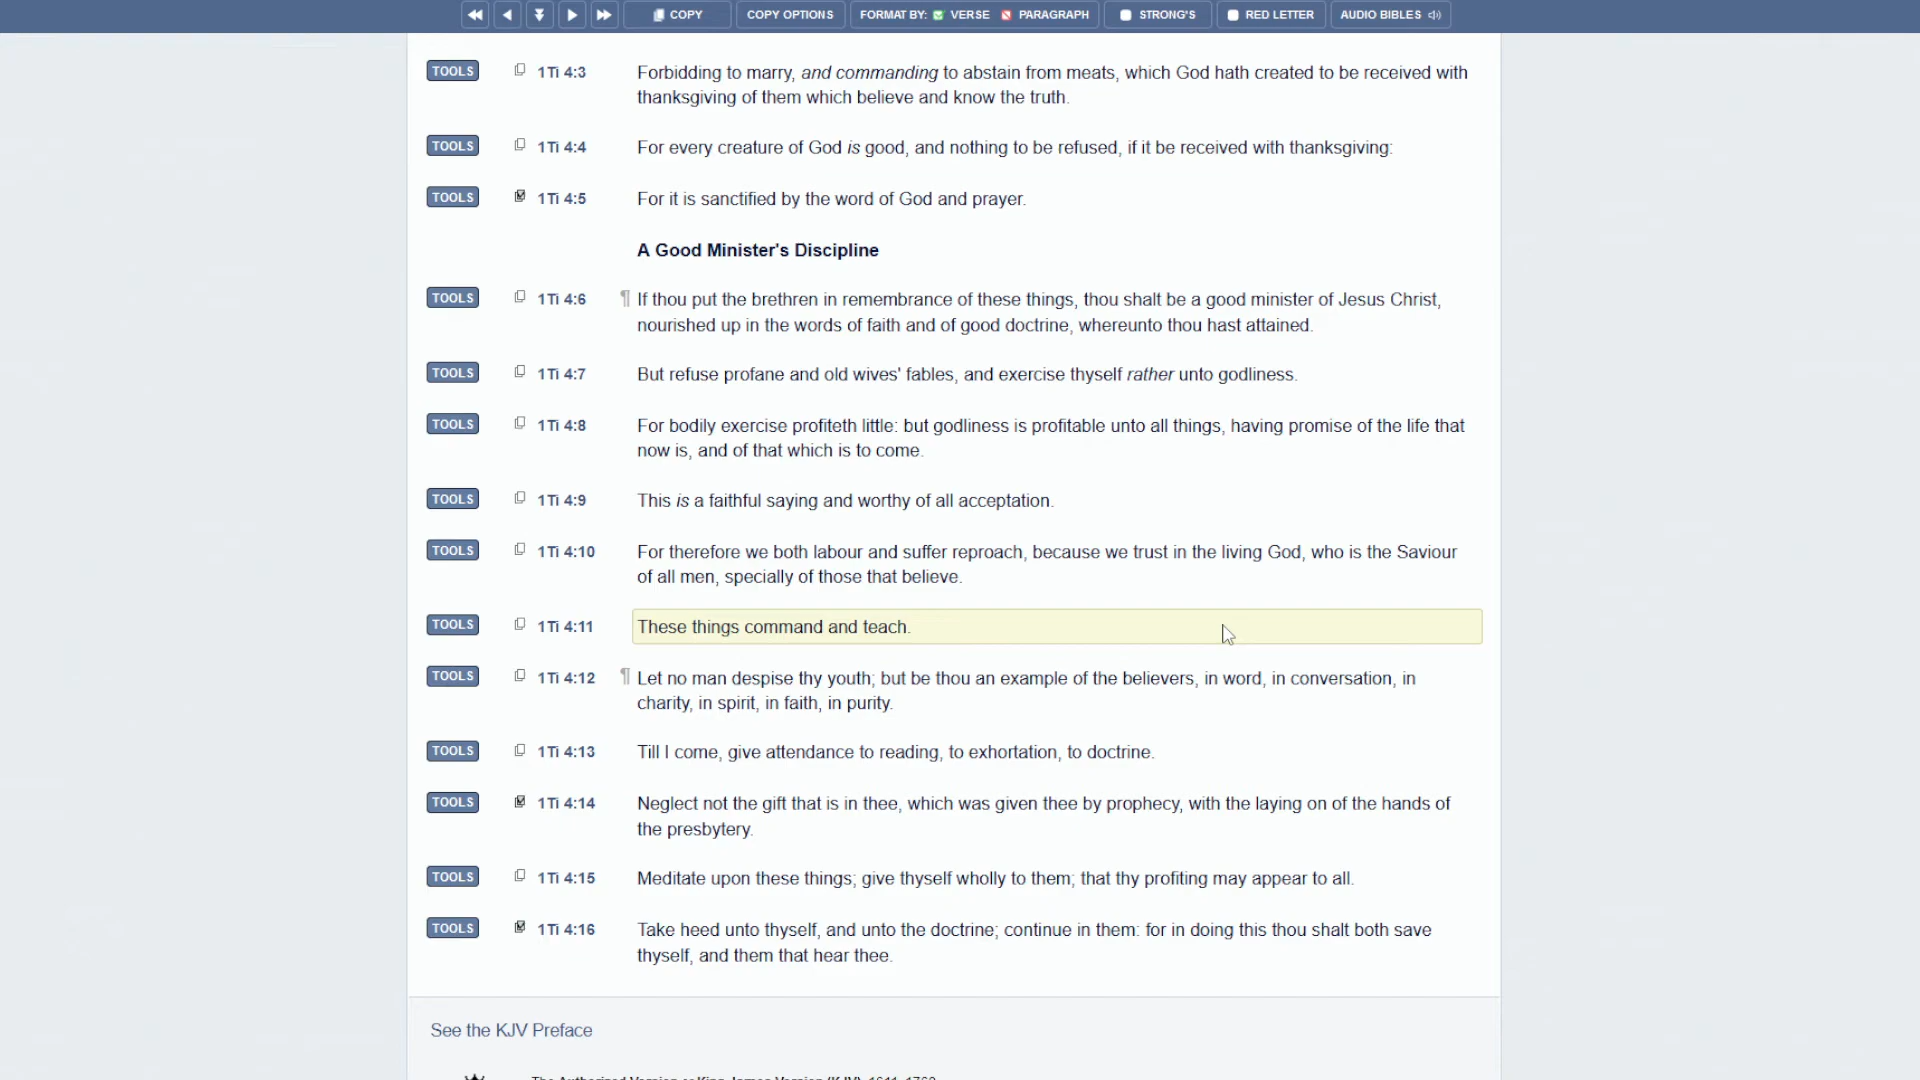 COPY COPY OPTIONS FORMAT BY: VERSE PARAGRAPH STRONG'S RED LETTER AUDIO BIBLES
TOOLS 1Ti 4:3 Forbidding to marry, and commanding to abstain from meats, which God hath created to be received with
thanksgiving of them which believe and know the truth.
TOOLS 1Ti 4:4 For every creature of God is good, and nothing to be refused, if it be received with thanksgiving:
TOOLS 1Ti 4:5 For it is sanctified by the word of God and prayer.
A Good Minister's Discipline
TOOLS 1Ti 4:6 ¶ If thou put the brethren in remembrance of these things, thou shalt be a good minister of Jesus Christ,
nourished up in the words of faith and of good doctrine, whereunto thou hast attained.
TOOLS 1Ti 4:7 But refuse profane and old wives' fables, and exercise thyself rather unto godliness.
TOOLS 1Ti 4:8 For bodily exercise profiteth little: but godliness is profitable unto all things, having promise of the life that
now is, and of that which is to come.
TOOLS 1Ti 4:9 This is a faithful saying and worthy of all acceptation.
TOOLS 1Ti 4:10 For therefore we both labour and suffer reproach, because we trust in the living God, who is the Saviour
of all men, specially of those that believe.
TOOLS 1Ti 4:11 These things command and teach.
TOOLS 1Ti 4:12 ¶ Let no man despise thy youth; but be thou an example of the believers, in word, in conversation, in
charity, in spirit, in faith, in purity.
TOOLS 1Ti 4:13 Till I come, give attendance to reading, to exhortation, to doctrine.
TOOLS 1Ti 4:14 Neglect not the gift that is in thee, which was given thee by prophecy, with the laying on of the hands of
the presbytery.
TOOLS 1Ti 4:15 Meditate upon these things; give thyself wholly to them; that thy profiting may appear to all.
TOOLS 1Ti 4:16 Take heed unto thyself, and unto the doctrine; continue in them: for in doing this thou shalt both save
thyself, and them that hear thee.
See the KJV Preface
The Authorized Version or King James Version (KJV), 1611, 1769